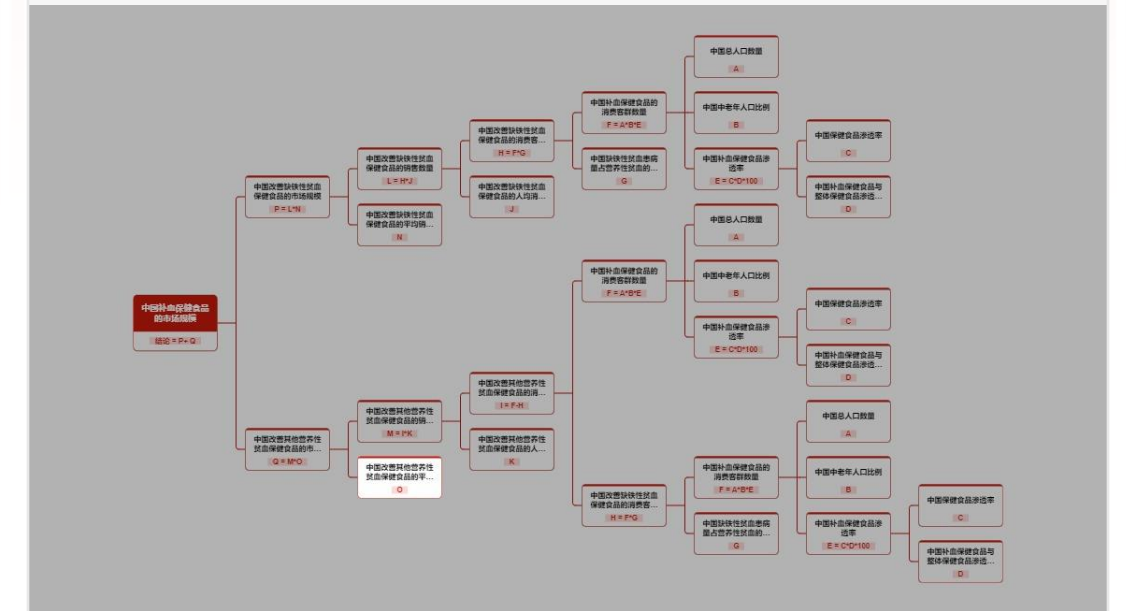 中国总人口数量
A
中国补血保健食品的
消费客群数量
F = A*B*E
中国中老年人口比例
B
中国改善缺铁性贫血
保健食品的消费客...
H = F*G
中国保健食品渗透率
C
中国改善缺铁性贫血
保健食品的销售数量
L = H*J
中国缺铁性贫血患病
量占营养性贫血的...
G
中国补血保健食品渗
透率
E = C*D*100
中国改善缺铁性贫血
保健食品的市场规模
P = L*N
中国改善缺铁性贫血
保健食品的人均消...
J
中国补血保健食品与
整体保健食品渗透...
D
中国改善缺铁性贫血
保健食品的平均销...
N
中国总人口数量
A
中国补血保健食品的
消费客群数量
F = A*B*E
中国中老年人口比例
B
中国补血保健食品
的市场规模
结论 = P+ Q
中国保健食品渗透率
C
中国补血保健食品渗
透率
E = C*D*100
中国补血保健食品与
整体保健食品渗透...
D
中国改善其他营养性
贫血保健食品的消...
I = F-H
中国改善其他营养性
贫血保健食品的销...
M = I*K
中国总人口数量
A
中国改善其他营养性
贫血保健食品的市...
Q = M*O
中国改善其他营养性
贫血保健食品的人...
K
中国改善其他营养性
贫血保健食品的平...
O
中国补血保健食品的
消费客群数量
F = A*B*E
中国中老年人口比例
B
中国改善缺铁性贫血
保健食品的消费客...
H = F*G
中国保健食品渗透率
C
中国缺铁性贫血患病
量占营养性贫血的...
G
中国补血保健食品渗
透率
E = C*D*100
中国补血保健食品与
整体保健食品渗透...
D